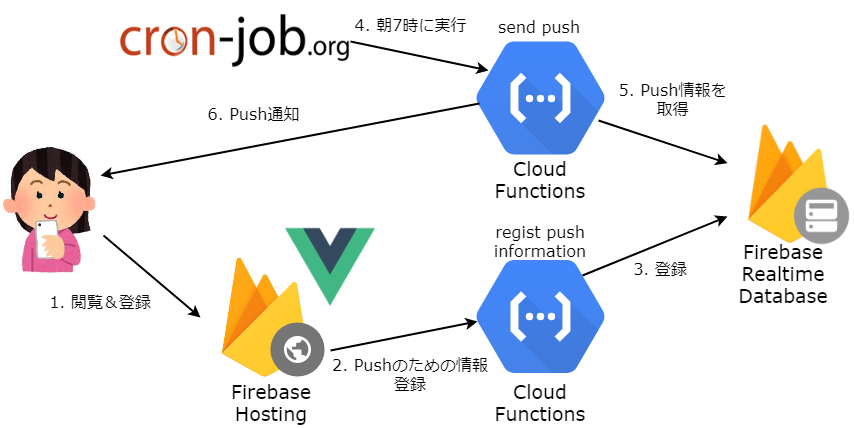 cron-job.org
4. 朝7時に実行
send push
5. Push情報を
取得
6. Push通知
Cloud
Functions
regist push
information
Firebase
Realtime
Database
3. 登録
1. 閲覧＆登録
2. Pushのための情報
登録
Firebase
Hosting
Cloud
Functions